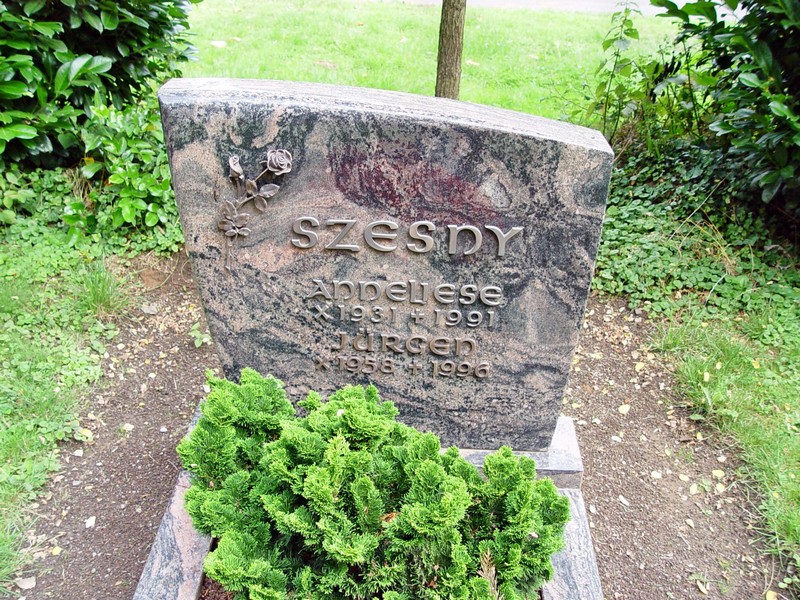 SZESNY
ANNELIESE
×1931 +1991
JÜRGEN
×1958 +1996